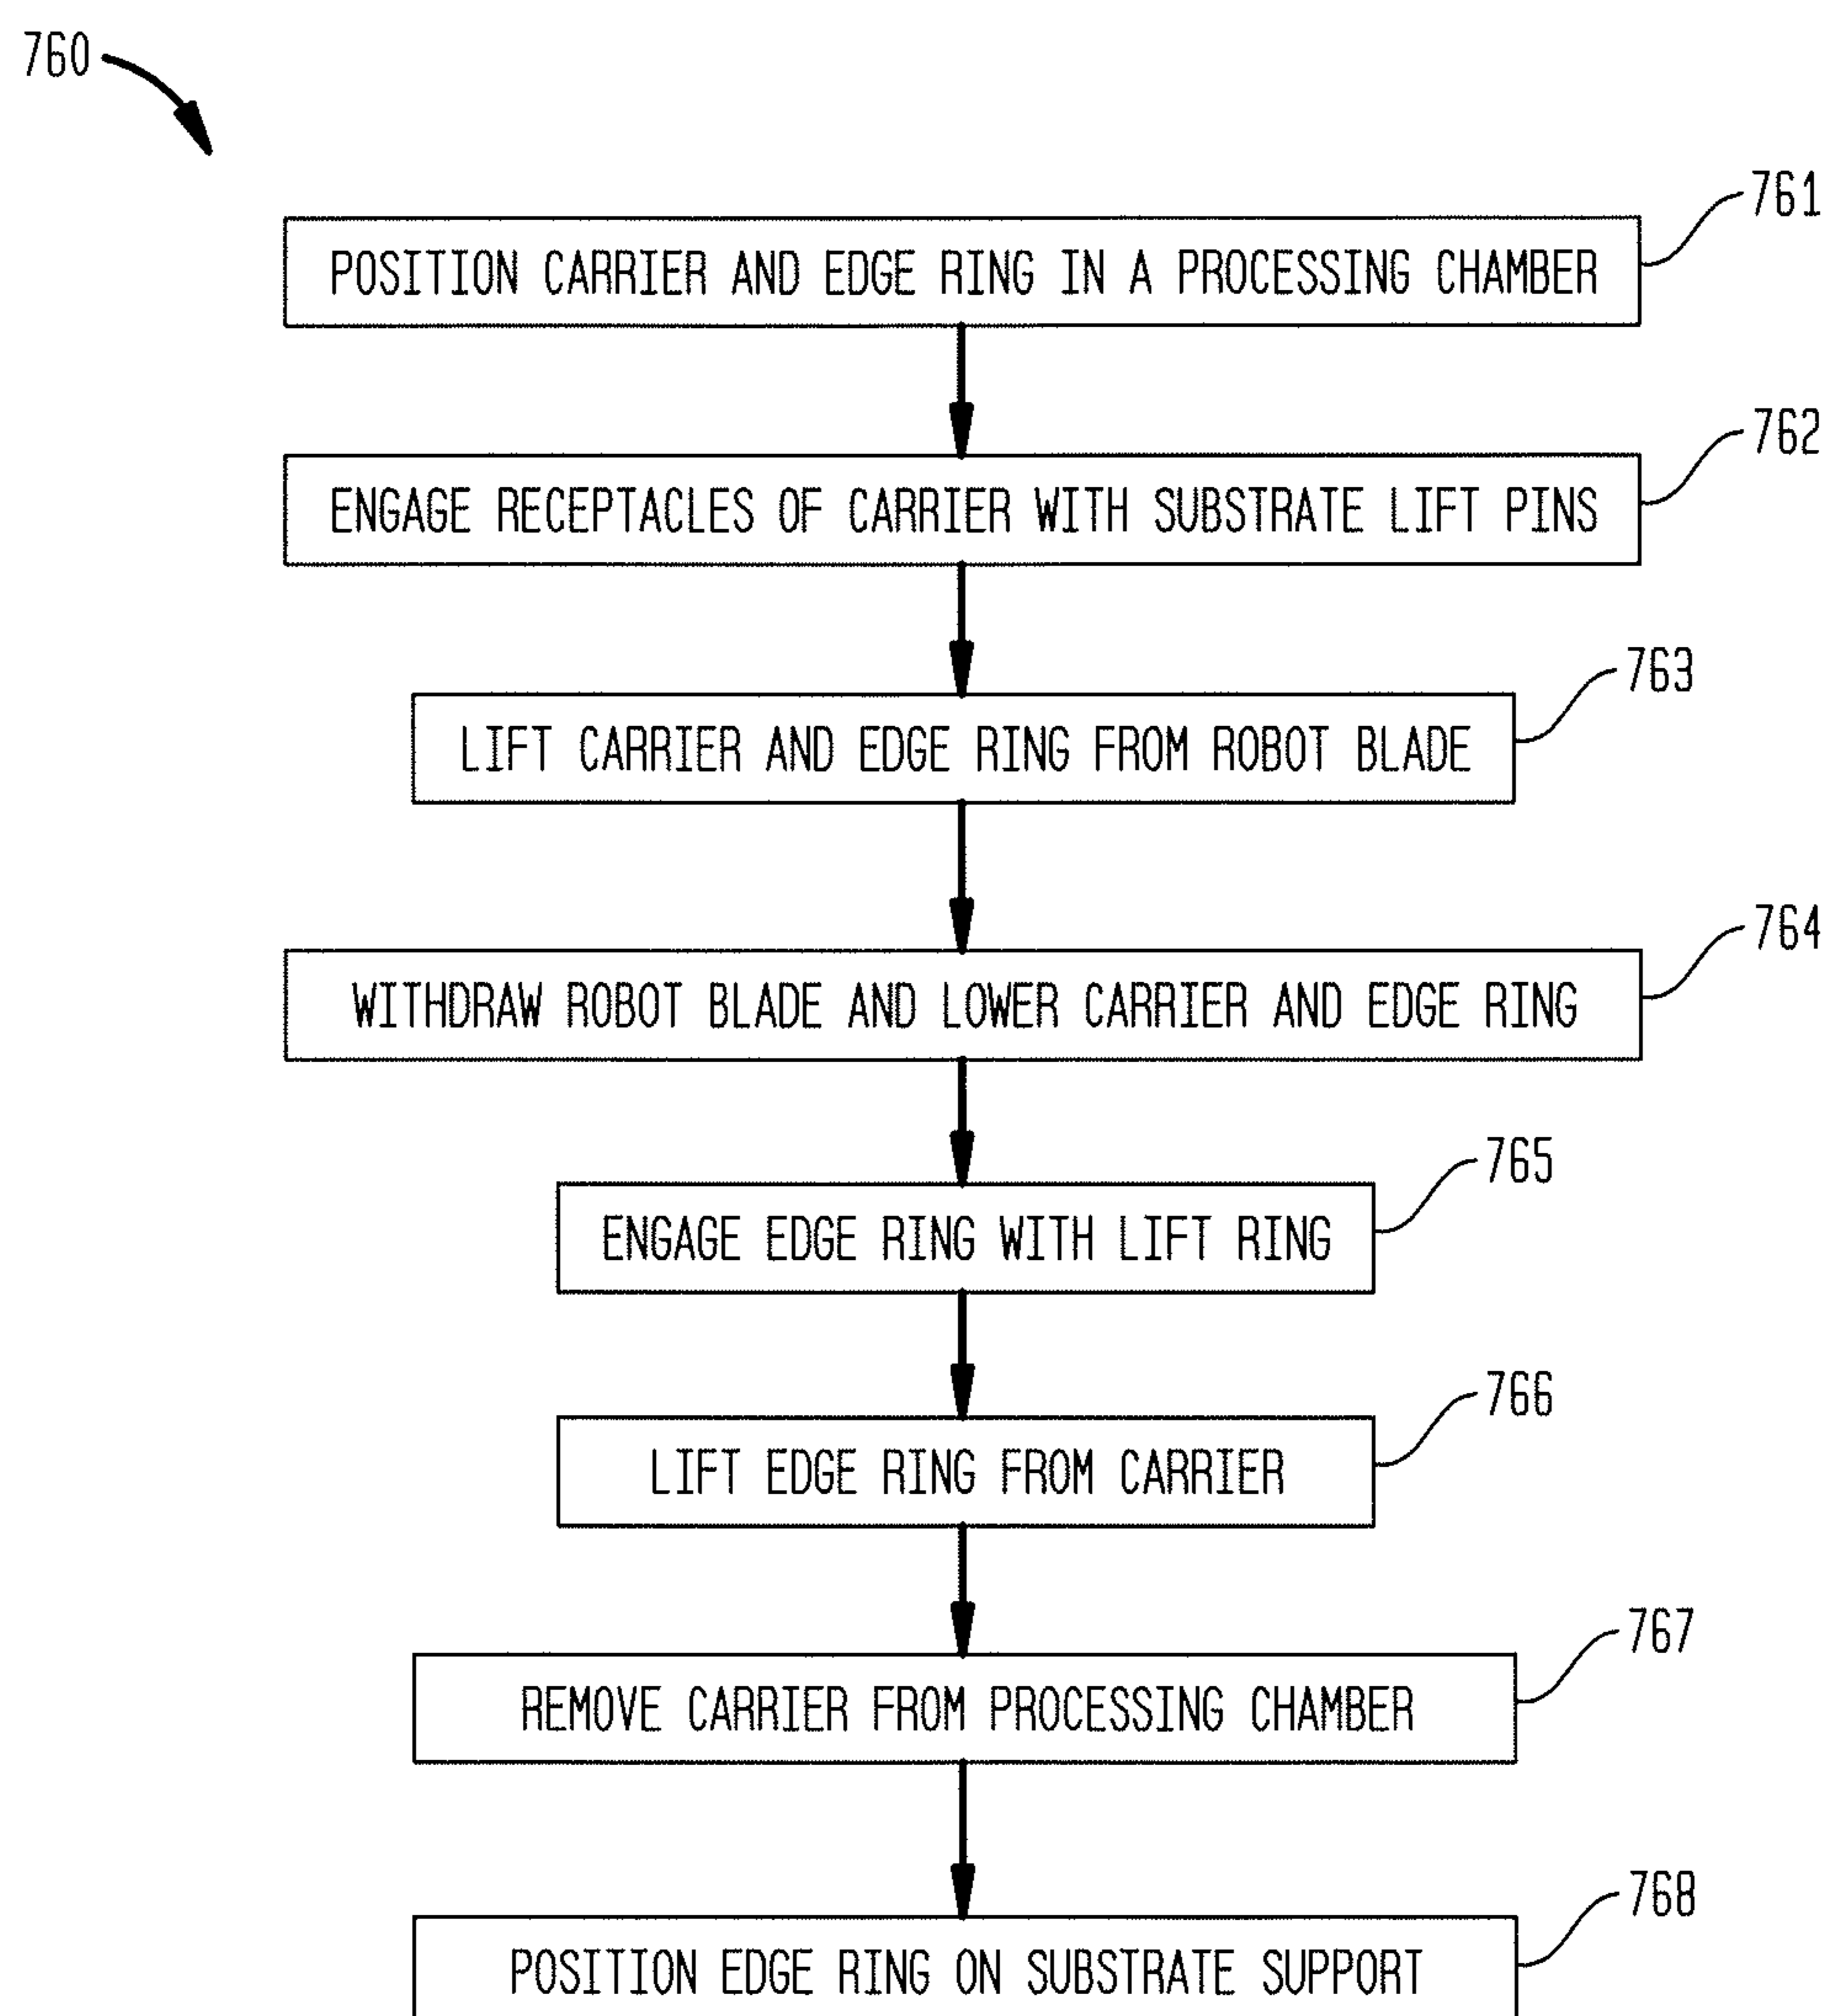 760
761
POSITION CARRIER AND EDGE RING IN A PROCESSING CHAMBER
762
ENGAGE RECEPTACLES OF CARRIER WITH SUBSTRATE LIFT PINS
763
LIFT CARRIER AND EDGE RING FROM ROBOT BLADE
764
WITHDRAW ROBOT BLADE AND LOWER CARRIER AND EDGE RING
765
ENGAGE EDGE RING WITH LIFT RING
766
LIFT EDGE RING FROM CARRIER
767
REMOVE CARRIER FROM PROCESSING CHAMBER
768
POSITION EDGE RING ON SUBSTRATE SUPPORT